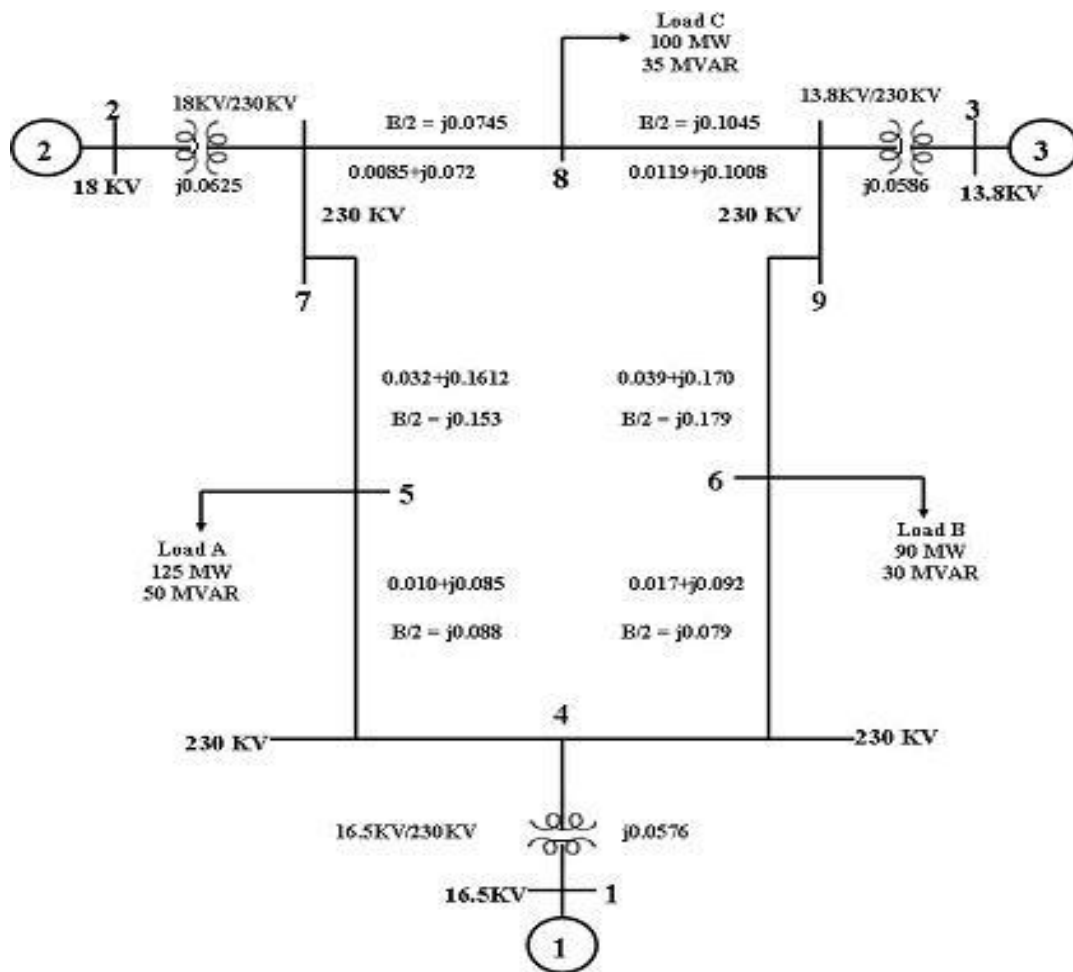 Load C
100 MW
35 MVAR
18KV/230KV
B/2 = j0.0745
B/2 = j0.1045
13.8KV/230KV
2
3
2
3
18 KV
j0.0625
0.0085+j0.072
8
0.0119+j0.1008
j0.0586
13.8KV
230 KV
230 KV
7
9
0.032+j0.1612
0.039+j0.170
B/2 = j0.153
B/2 = j0.179
5
6
Load A
125 MW
50 MVAR
Load B
90 MW
30 MVAR
0.010+j0.085
0.017+j0.092
B/2 = j0.088
B/2 = j0.079
4
230 KV
230 KV
16.5KV/230KV
j0.0576
16.5KV
1
1